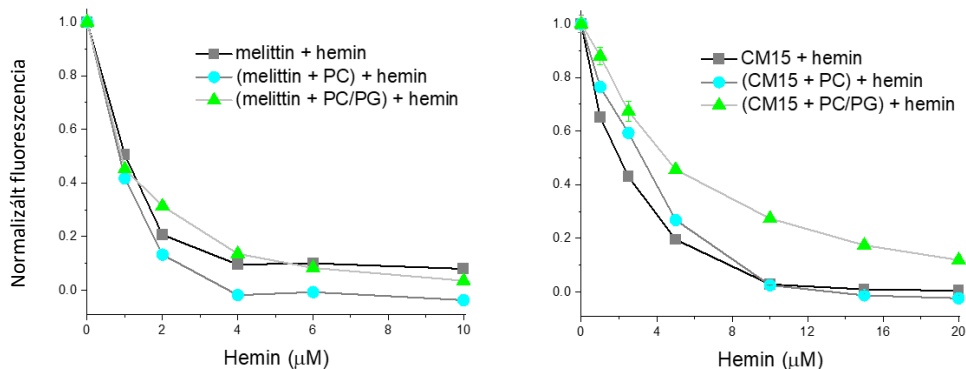 Normalizált fluoreszcencia
1.0
0.8
0.6
0.4
0.2
0.0
melittin + hemin
(melittin + PC) + hemin
(melittin + PC/PG) + hemin
0 2 4 6 8 10
Hemin (μM)
1.0
0.8
0.6
0.4
0.2
0.0
CM15 + hemin
(CM15 + PC) + hemin
(CM15 + PC/PG) + hemin
0 4 8 12 16 20
Hemin (μM)